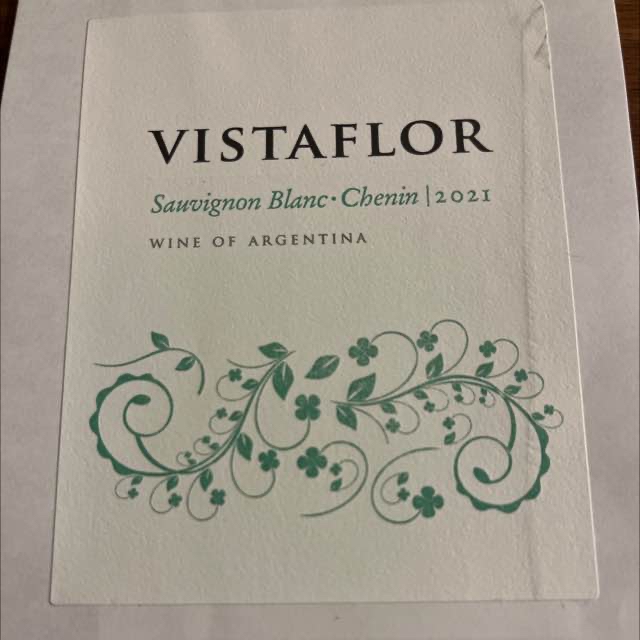 VISTAFLOR
Sauvignon Blanc·Chenin | 2021
WINE OF ARGENTINA